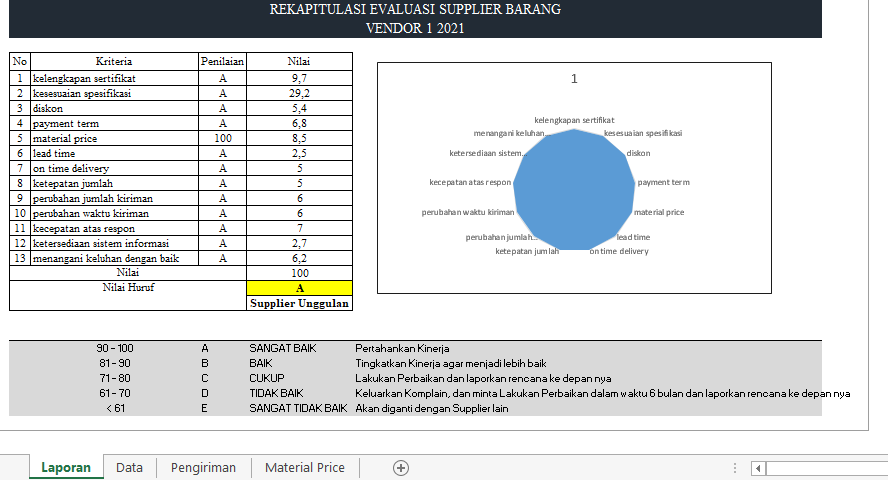 REKAPITULASI EVALUASI SUPPLIER BARANG
VENDOR 1 2021
No Kriteria Penilaian Nilai
1 kelengkapan sertifikat A 9,7
2 kesesuaian spesifikasi A 29,2
3 diskon A 5,4
4 payment term A 6,8
5 material price 100 8,5
6 lead time A 2,5
7 on time delivery A 5
8 ketepatan jumlah A 5
9 perubahan jumlah kiriman A 6
10 perubahan waktu kiriman A 6
11 kecepatan atas respon A 7
12 ketersediaan sistem informasi A 2,7
13 menangani keluhan dengan baik A 6,2
Nilai 100
Nilai Huruf A
Supplier Unggulan
1
kelengkapan sertifikat
menangani keluhan... kesesuaian spesifikasi
ketersediaan sistem... diskon
kecepatan atas respon payment term
perubahan waktu kiriman material price
perubahan jumlah... lead time
ketepatan jumlah on time delivery
90 - 100 A SANGAT BAIK Pertahankan Kinerja
81 - 90 B BAIK Tingkatkan Kinerja agar menjadi lebih baik
71 - 80 C CUKUP Lakukan Perbaikan dan laporkan rencana ke depan nya
61 - 70 D TIDAK BAIK Keluarkan Komplain, dan minta Lakukan Perbaikan dalam waktu 6 bulan dan laporkan rencana ke depan nya
< 61 E SANGAT TIDAK BAIK Akan diganti dengan Supplier lain
Laporan Data Pengiriman Material Price